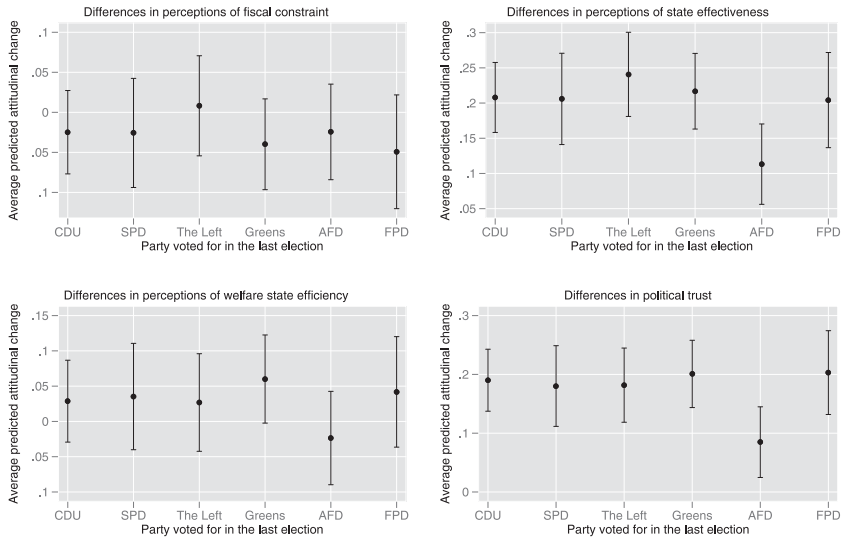 Differences in perceptions of fiscal constraint
Average predicted attitudinal change
.1
.05
0
.05
.1
CDU SPD The Left Greens AFD FPD
Party voted for in the last election
Differences in perceptions of state effectiveness
Average predicted attitudinal change
.3
.25
.2
.15
.1
.05
CDU SPD The Left Greens AFD FPD
Party voted for in the last election
Differences in perceptions of welfare state efficiency
Average predicted attitudinal change
.15
.1
.05
0
.05
.1
CDU SPD The Left Greens AFD FPD
Party voted for in the last election
Differences in political trust
Average predicted attitudinal change
.3
.2
.1
0
CDU SPD The Left Greens AFD FPD
Party voted for in the last election